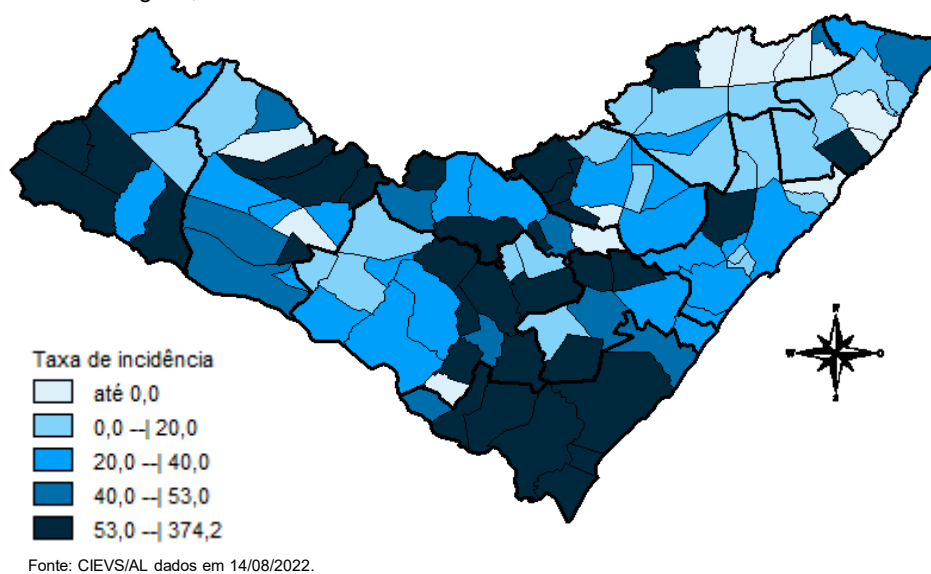 Taxa de incidência
até 0,0
0,0 --| 20,0
20,0 --| 40,0
40,0 --| 53,0
53,0 --| 374,2
Fonte: CIEVS/AL dados em 14/08/2022.